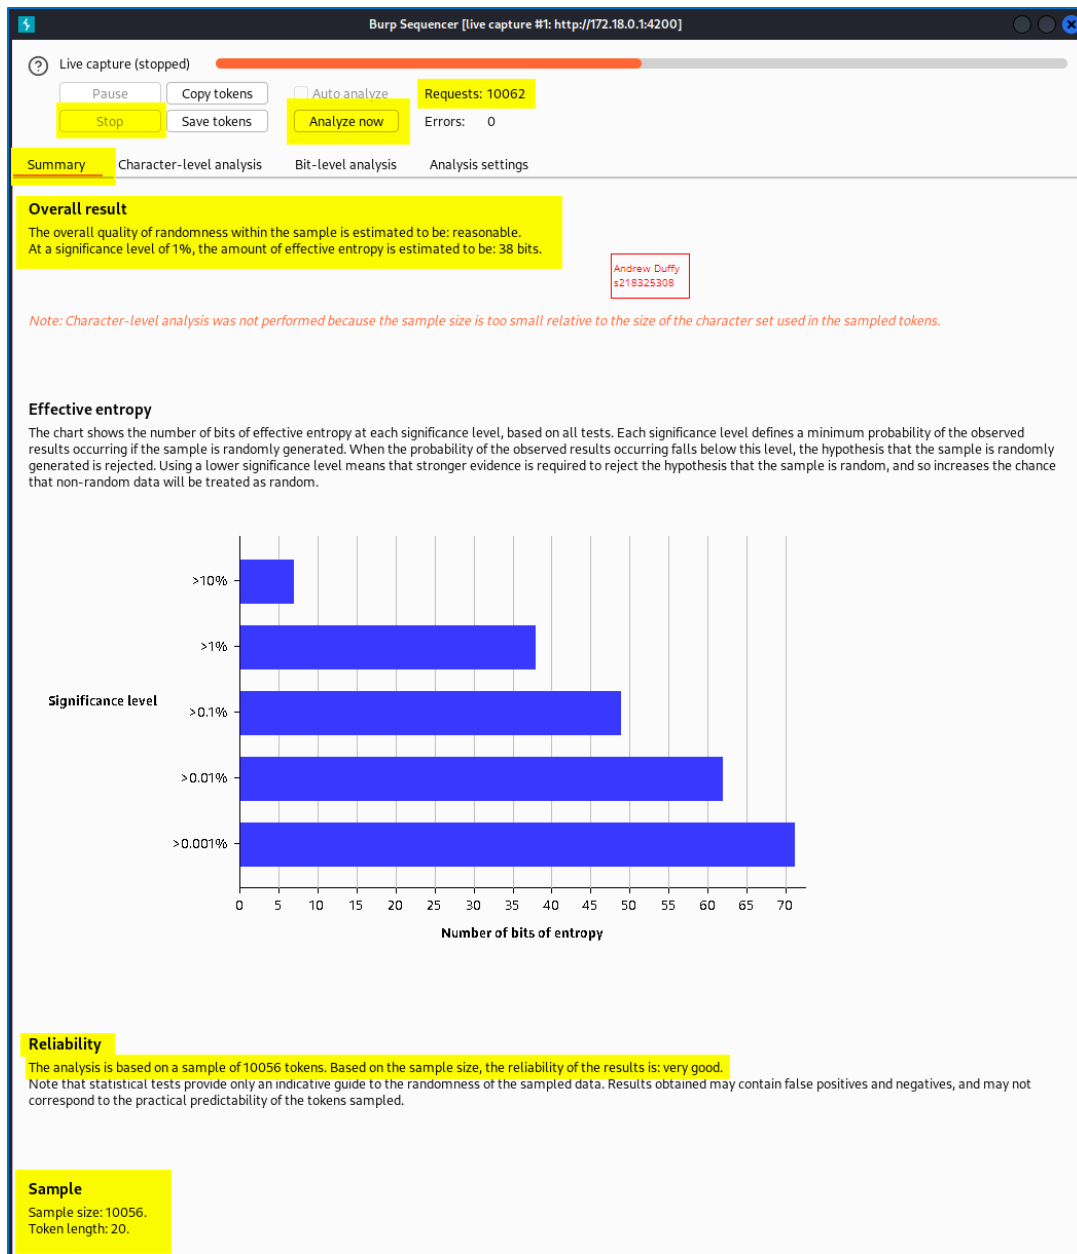 Burp Sequencer [live capture #1: http://172.18.0.1:4200]
Live capture (stopped)
Pause Copy tokens Auto analyze Requests: 10062
Stop Save tokens Analyze now Errors: 0
Summary Character-level analysis Bit-level analysis Analysis settings
Overall result
The overall quality of randomness within the sample is estimated to be: reasonable.
At a significance level of 1%, the amount of effective entropy is estimated to be: 38 bits.
Andrew Duffy
s218325308
Note: Character-level analysis was not performed because the sample size is too small relative to the size of the character set used in the sampled tokens.
Effective entropy
The chart shows the number of bits of effective entropy at each significance level, based on all tests. Each significance level defines a minimum probability of the observed
results occurring if the sample is randomly generated. When the probability of the observed results occurring falls below this level, the hypothesis that the sample is randomly
generated is rejected. Using a lower significance level means that stronger evidence is required to reject the hypothesis that the sample is random, and so increases the chance
that non-random data will be treated as random.
>10%
>1%
Significance level
>0.1%
>0.01%
>0.001%
0 5 10 15 20 25 30 35 40 45 50 55 60 65 70
Number of bits of entropy
Reliability
The analysis is based on a sample of 10056 tokens. Based on the sample size, the reliability of the results is: very good.
Note that statistical tests provide only an indicative guide to the randomness of the sampled data. Results obtained may contain false positives and negatives, and may not
correspond to the practical predictability of the tokens sampled.
Sample
Sample size: 10056.
Token length: 20.